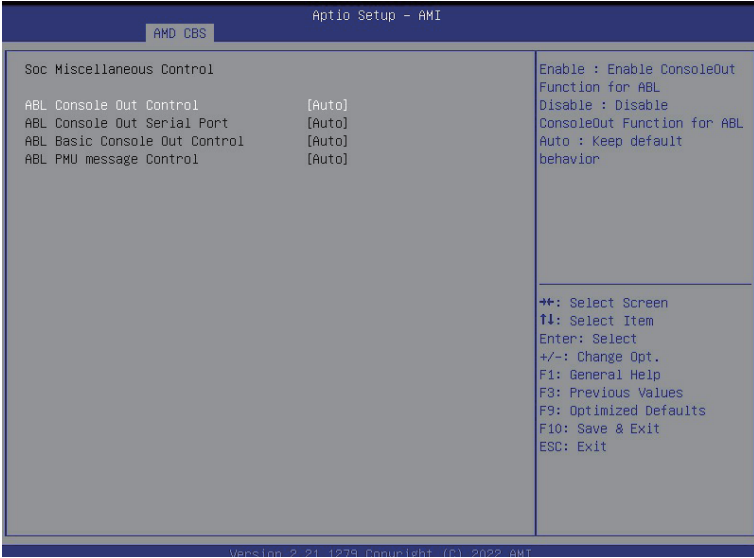 Aptio Setup – AMI
AMD CBS
Soc Miscellaneous Control
ABL Console Out Control [Auto]
ABL Console Out Serial Port [Auto]
ABL Basic Console Out Control [Auto]
ABL PMU message Control [Auto]
Enable : Enable ConsoleOut
Function for ABL
Disable : Disable
ConsoleOut Function for ABL
Auto : Keep default
behavior
→←: Select Screen
↑↓: Select Item
Enter: Select
+/-: Change Opt.
F1: General Help
F3: Previous Values
F9: Optimized Defaults
F10: Save & Exit
ESC: Exit
Version 2.21.1279 Copyright (C) 2022 AMI